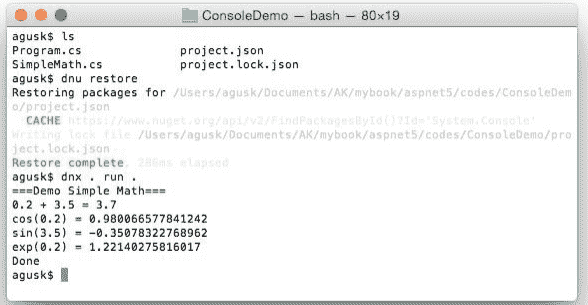 ConsoleDemo — bash — 80×19
agusk$ ls
Program.cs project.json
SimpleMath.cs project.lock.json
agusk$ dnu restore
Restoring packages for /Users/agusk/Documents/AK/mybook/aspnet5/codes/ConsoleDem
o/project.json
CACHE https://www.nuget.org/api/v2/FindPackagesById()?Id='System.Console'
Writing lock file /Users/agusk/Documents/AK/mybook/aspnet5/codes/ConsoleDemo/pro
ject.lock.json
Restore complete, 286ms elapsed
agusk$ dnx . run .
===Demo Simple Math===
0.2 + 3.5 = 3.7
cos(0.2) = 0.980066577841242
sin(3.5) = -0.35078322768962
exp(0.2) = 1.22140275816017
Done
agusk$